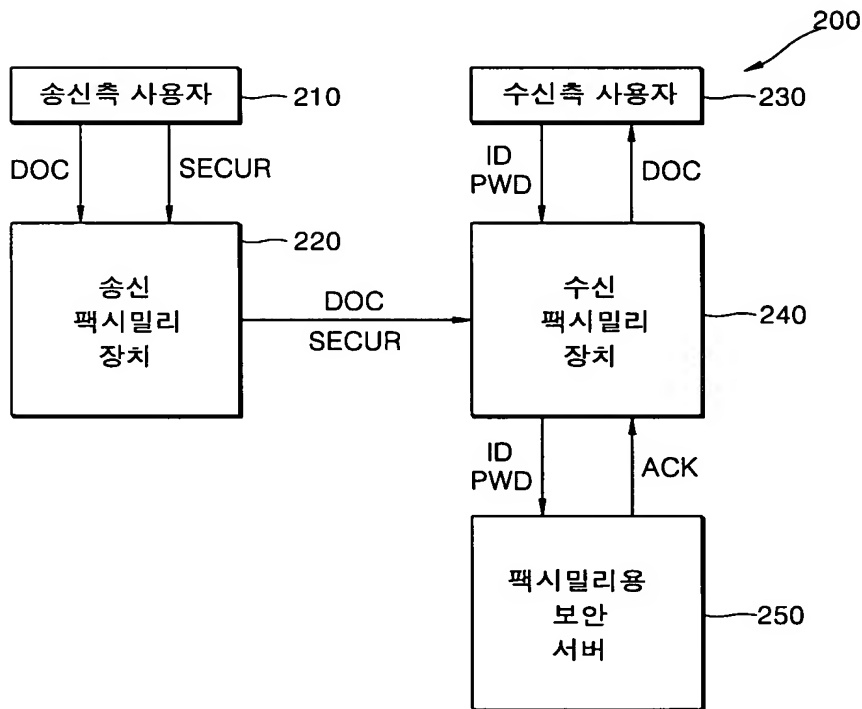 200
송신측 사용자
210
수신측 사용자
230
DOC
SECUR
ID
PWD
DOC
220
송신
팩시밀리
장치
DOC
SECUR
수신
팩시밀리
장치
240
ID
PWD
ACK
팩시밀리용
보안
서버
250